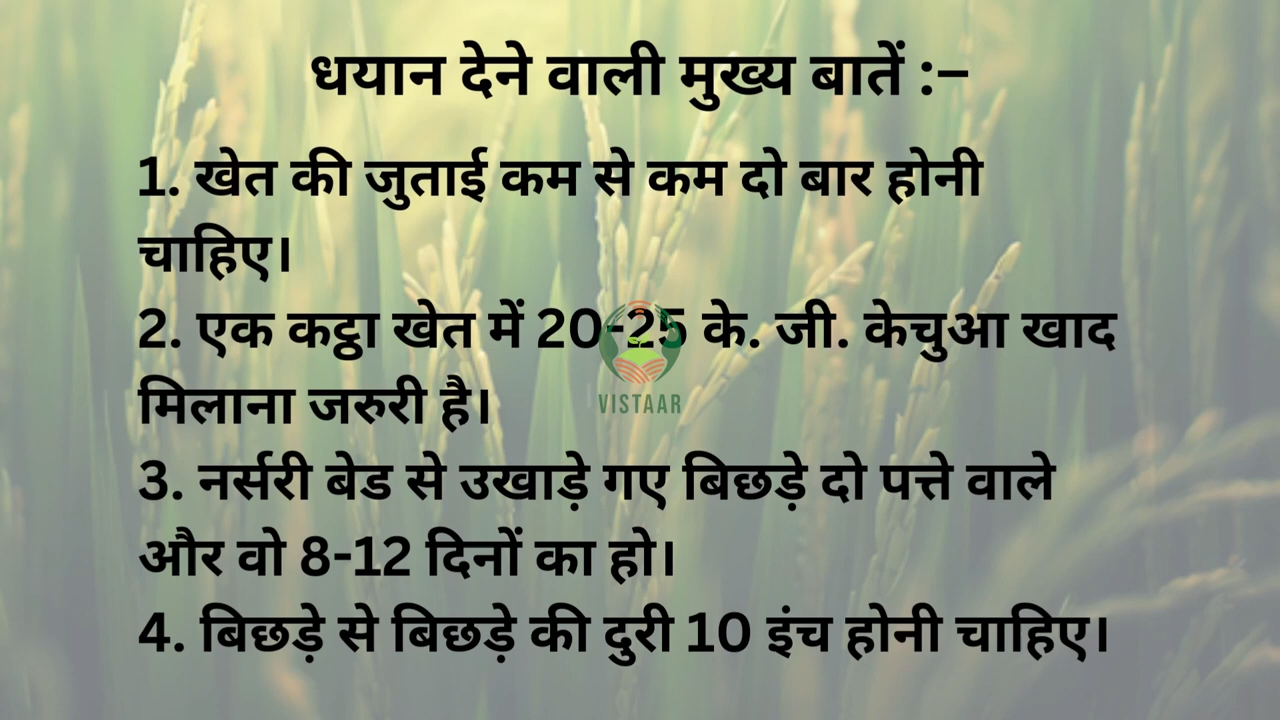 धयान देने वाली मुख्य बातें :–
1. खेत की जुताई कम से कम दो बार होनी
चाहिए।
2. एक कट्ठा खेत में 20-25 के. जी. केचुआ खाद
मिलाना जरुरी है।
VISTAAR
3. नर्सरी बेड से उखाड़े गए बिछड़े दो पत्ते वाले
और वो 8-12 दिनों का हो।
4. बिछड़े से बिछड़े की दुरी 10 इंच होनी चाहिए।